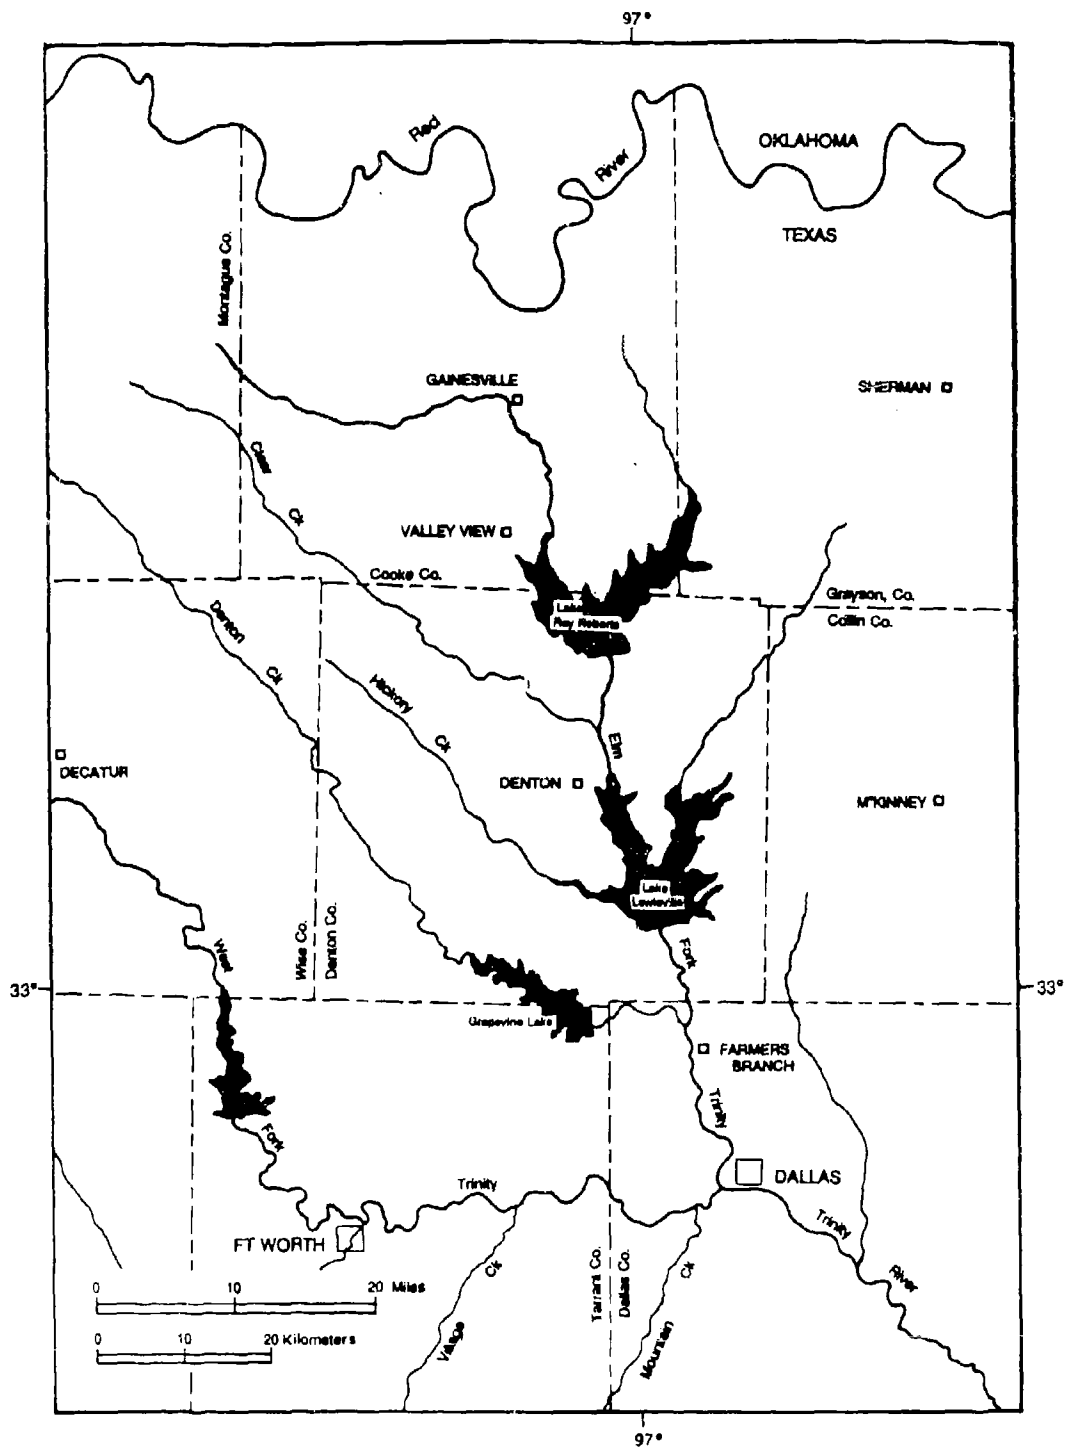 97°
Red
River
OKLAHOMA
TEXAS
Montague Co.
GAINESVILLE
SHERMAN
Clear
Ck
VALLEY VIEW
Cooke Co.
Grayson, Co.
Collin Co.
Lake
Ray Roberts
Denton
Ck
Hickory
Ck
Elm
DECATUR
DENTON
McKINNEY
Lake
Lewisville
Wise Co.
Denton Co.
West
Fork
33°
33°
Grapevine Lake
FARMERS
BRANCH
Trinity
Fork
Trinity
DALLAS
FT WORTH
Trinity
River
Tarrant Co.
Dallas Co.
Ck
Village
Ck
Mountain
0 10 20 Miles
0 10 20 Kilometers
97°